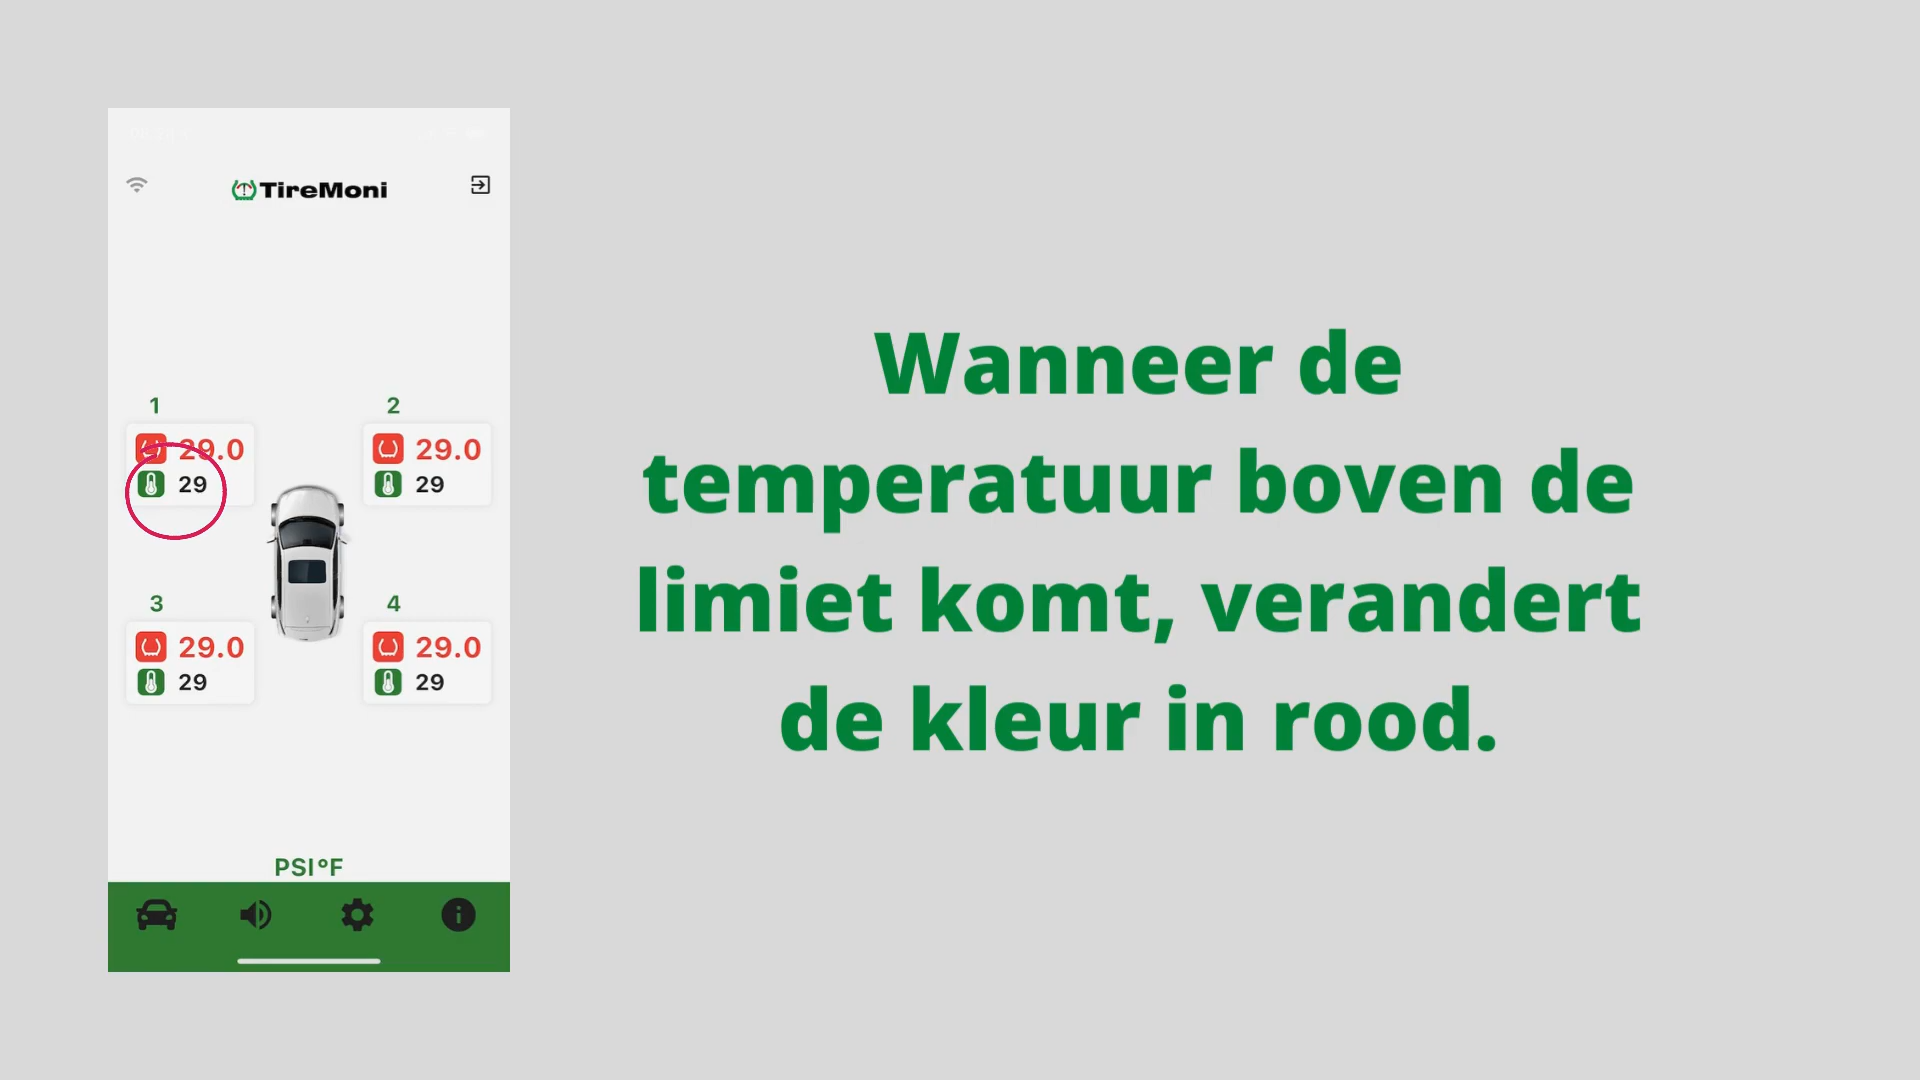 TireMoni
1
2
29.0
29.0
29
29
3
4
29.0
29.0
29
29
PSI°F
Wanneer de
temperatuur boven de
limiet komt, verandert
de kleur in rood.